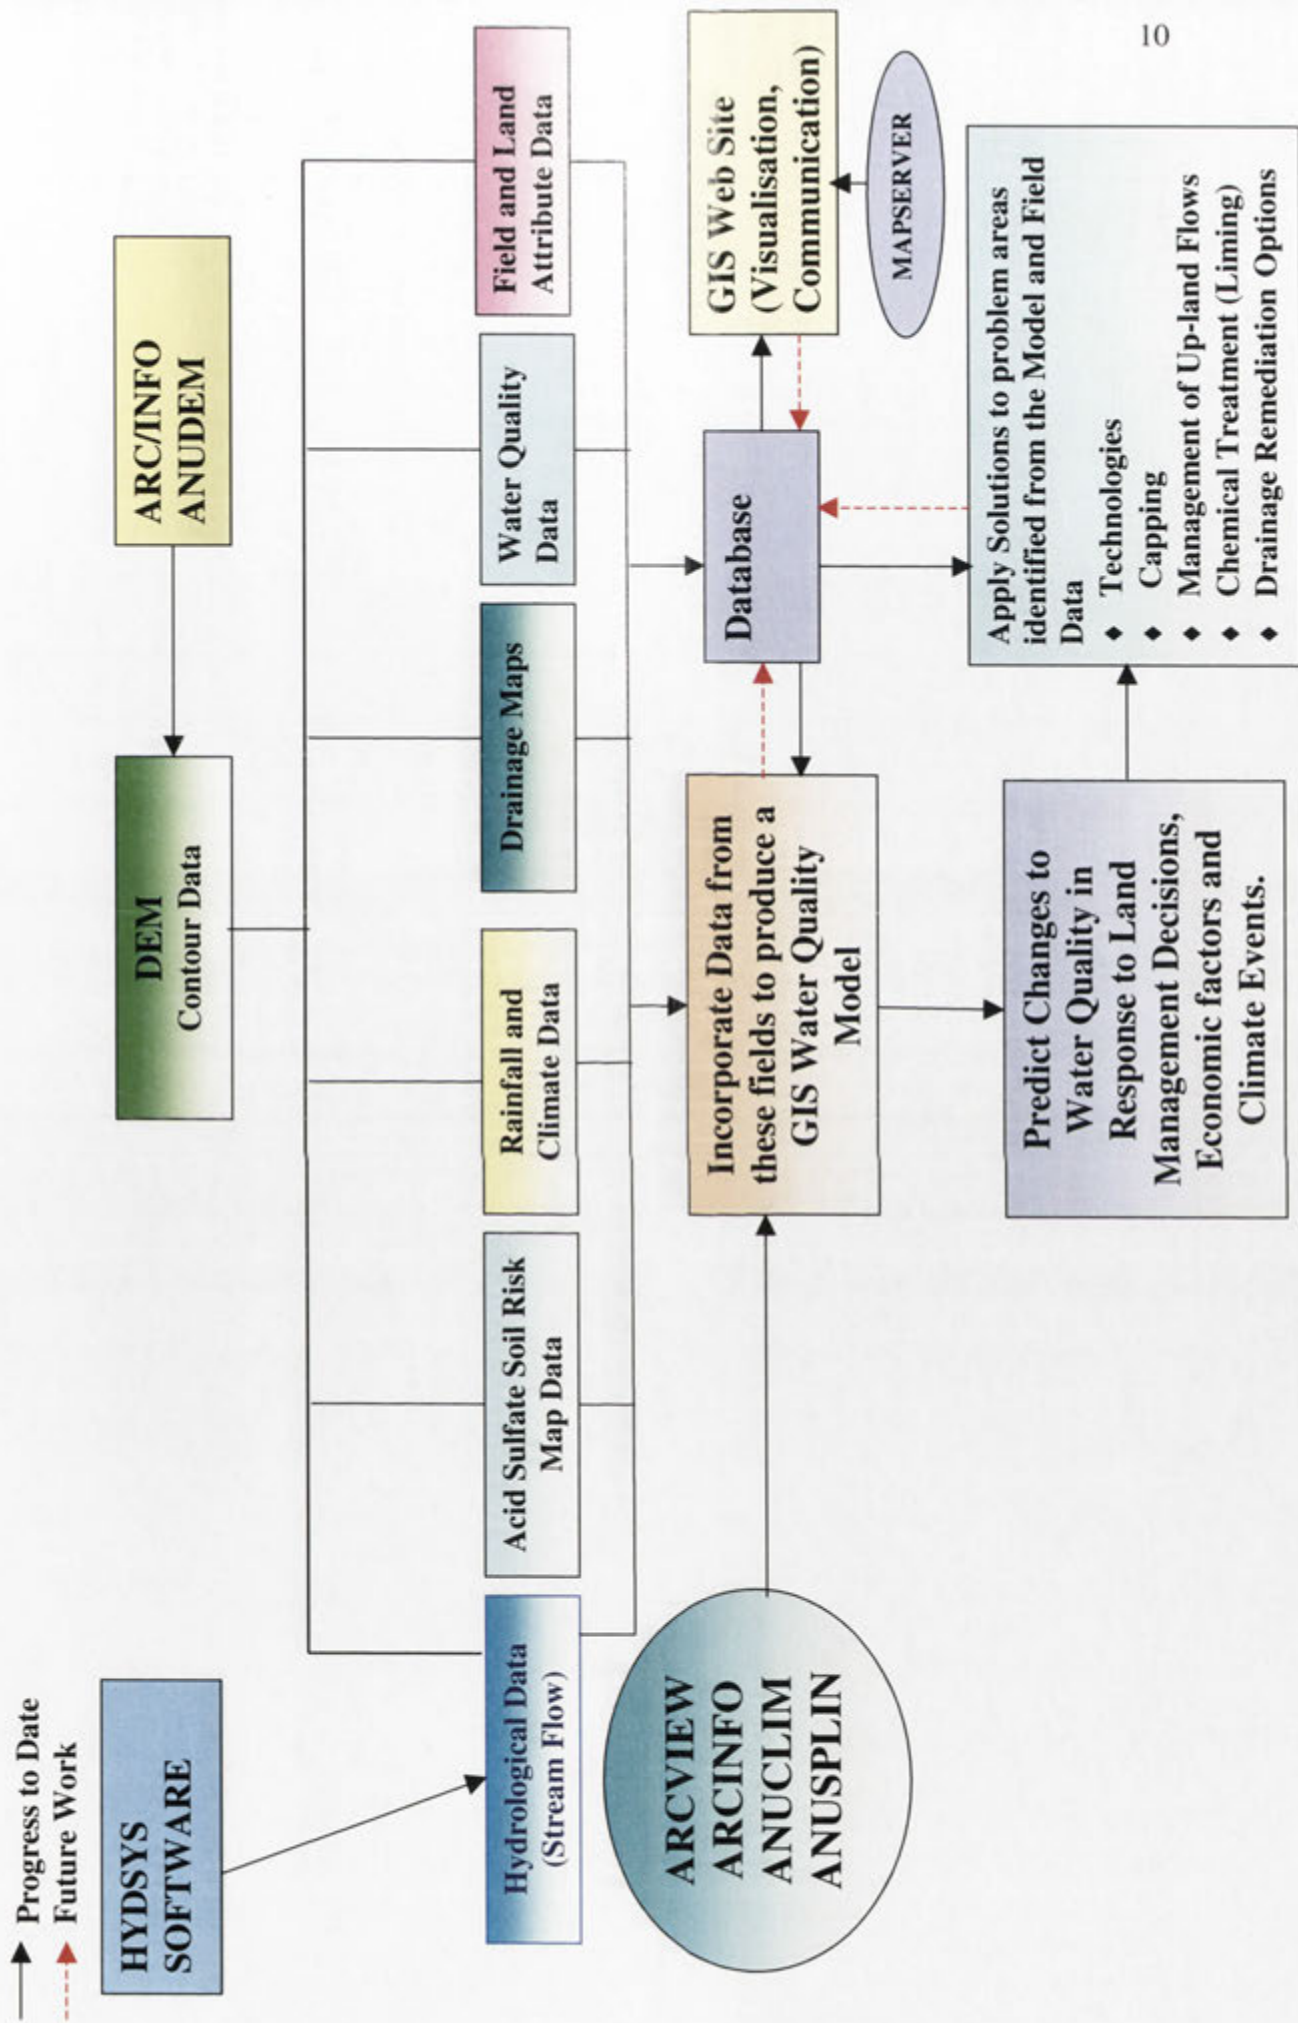 Progress to Date
Future Work
HYDSYS
SOFTWARE
DEM
Contour Data
ARC/INFO
ANUDEM
Hydrological Data
(Stream Flow)
Acid Sulfate Soil Risk
Map Data
Rainfall and
Climate Data
Drainage Maps
Water Quality
Data
Field and Land
Attribute Data
ARCVIEW
ARCINFO
ANUCLIM
ANUSPLIN
Incorporate Data from
these fields to produce a
GIS Water Quality
Model
Database
GIS Web Site
(Visualisation,
Communication)
MAPSERVER
Predict Changes to
Water Quality in
Response to Land
Management Decisions,
Economic factors and
Climate Events.
Apply Solutions to problem areas
identified from the Model and Field
Data
♦ Technologies
♦ Capping
♦ Management of Up-land Flows
♦ Chemical Treatment (Liming)
♦ Drainage Remediation Options
10